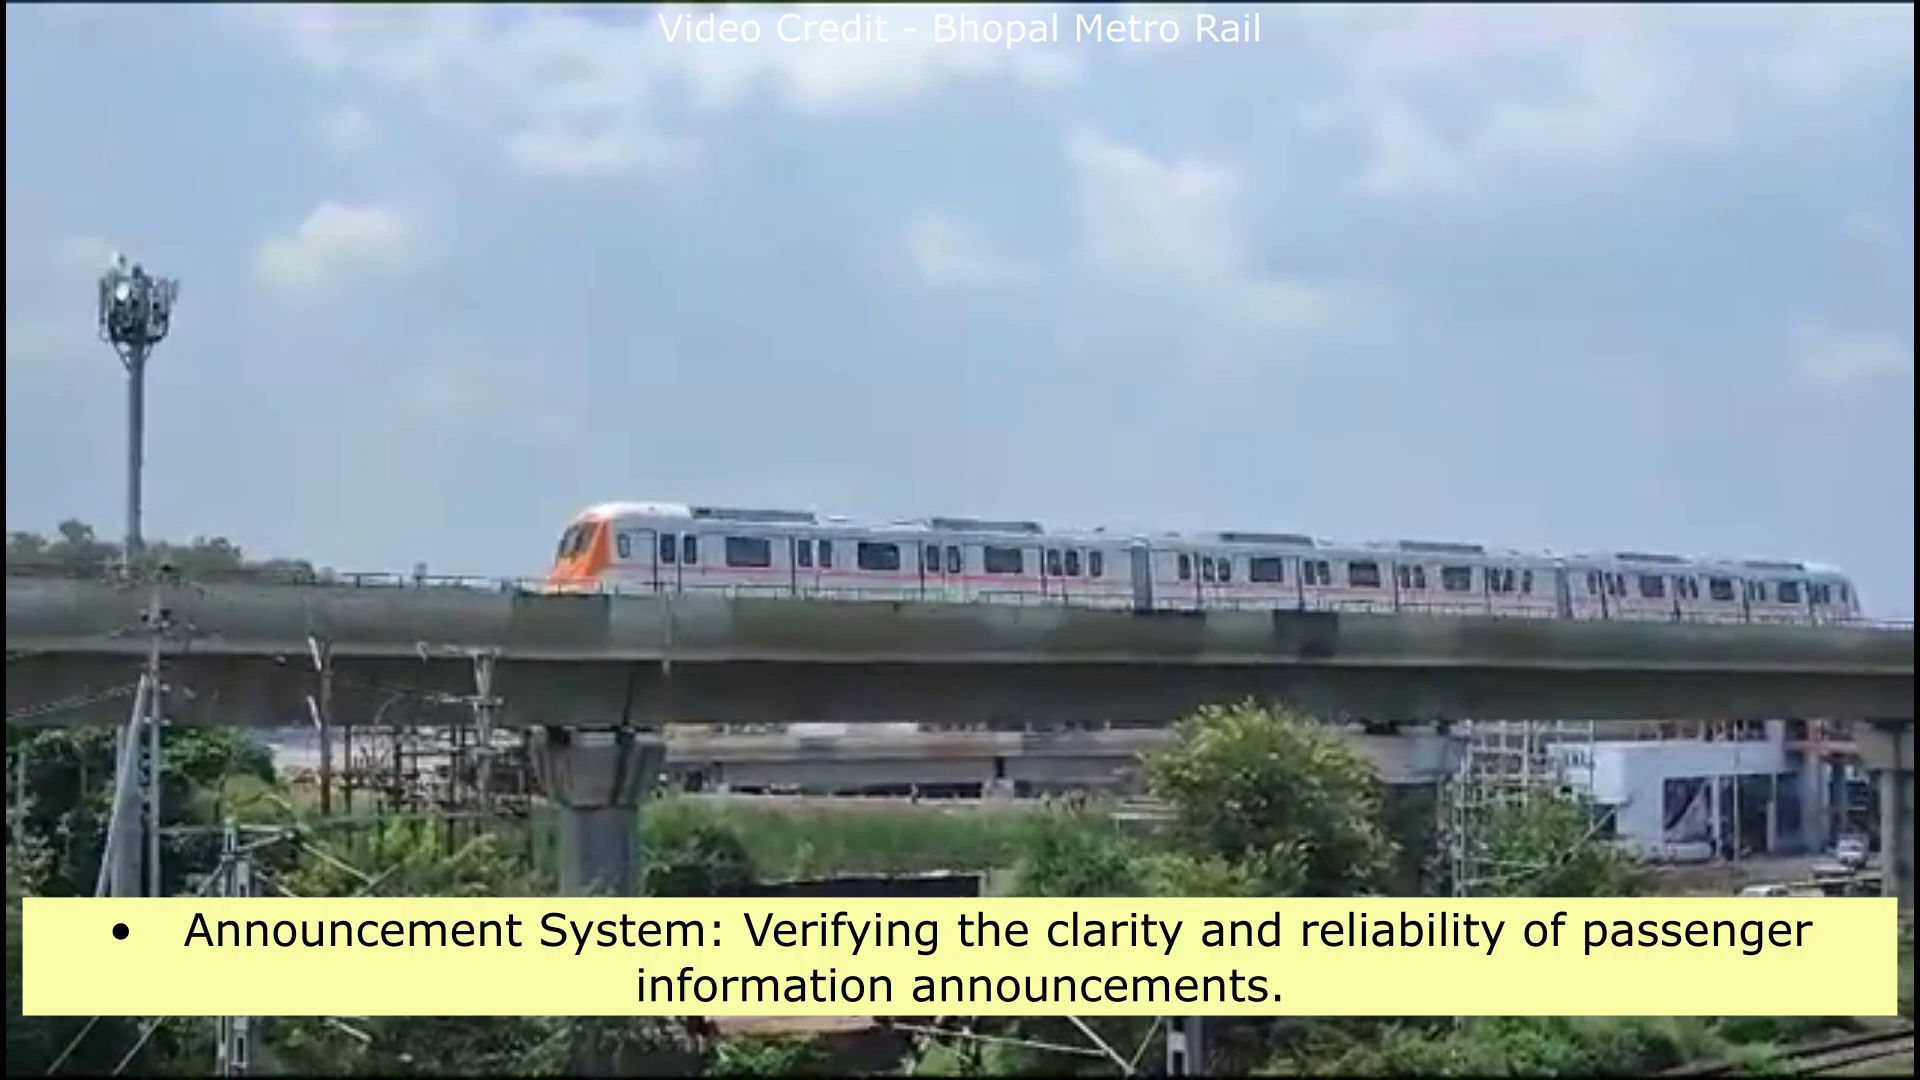 Video Credit - Bhopal Metro Rail
• Announcement System: Verifying the clarity and reliability of passenger
information announcements.